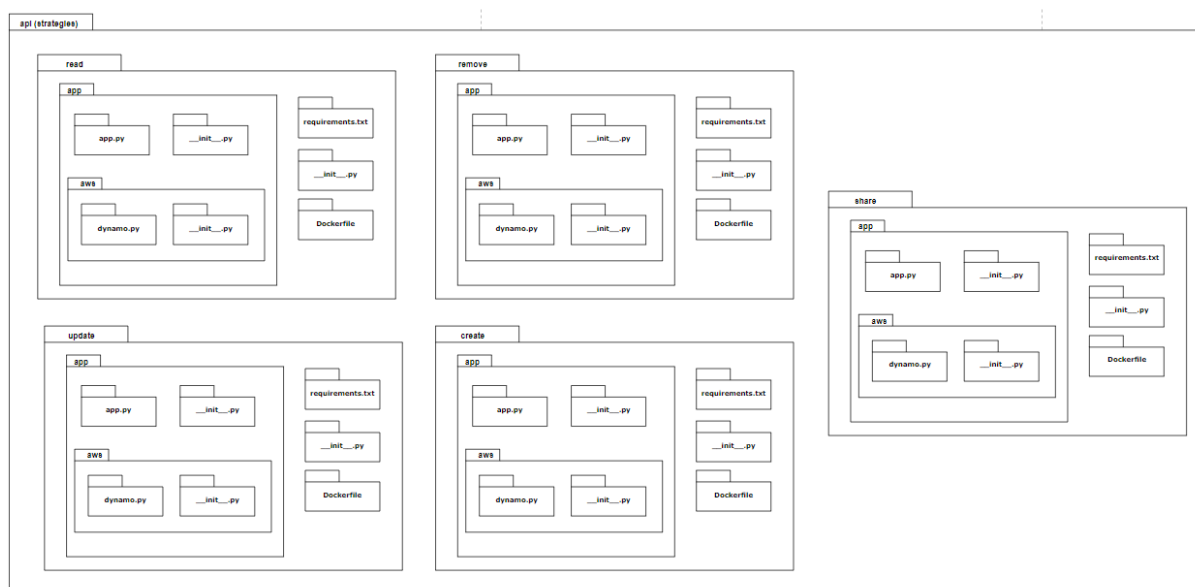 api (strategies)
read
app
app.py
__init__.py
aws
dynamo.py
__init__.py
requirements.txt
__init__.py
Dockerfile
remove
app
app.py
__init__.py
aws
dynamo.py
__init__.py
requirements.txt
__init__.py
Dockerfile
share
app
app.py
__init__.py
aws
dynamo.py
__init__.py
requirements.txt
__init__.py
Dockerfile
update
app
app.py
__init__.py
aws
dynamo.py
__init__.py
requirements.txt
__init__.py
Dockerfile
create
app
app.py
__init__.py
aws
dynamo.py
__init__.py
requirements.txt
__init__.py
Dockerfile